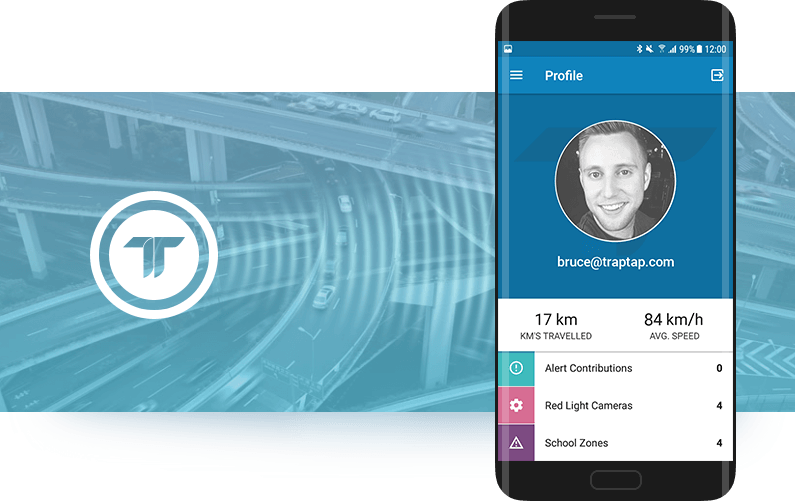 99% 12:00
Profile
bruce@traptap.com
17 km 84 km/h
KM'S TRAVELLED AVG. SPEED
Alert Contributions 0
Red Light Cameras 4
School Zones 4